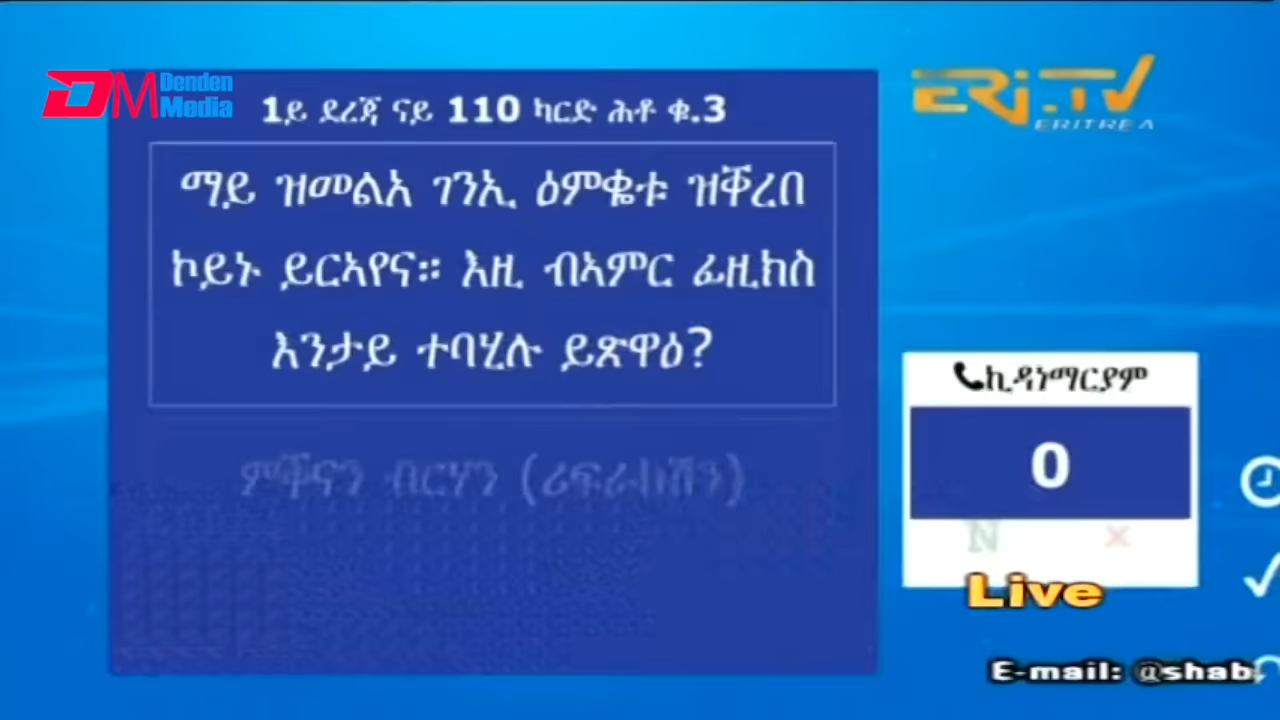 DM Denden Media
ERi-TV
ERITREA
1ይ ደረጃ ናይ 110 ካርድ ሕቶ ቁ.3
ማይ ዝመልአ ገንኢ ዕምቈቱ ዝቐረበ
ኮይኑ ይርኣየና። እዚ ብኣምር ፊዚክስ
እንታይ ተባሂሉ ይጽዋዕ?
ምቕናን ብርሃን (ሪፍራክሽን)
ኪዳነማርያም
0
N ×
Live
E-mail: @shab